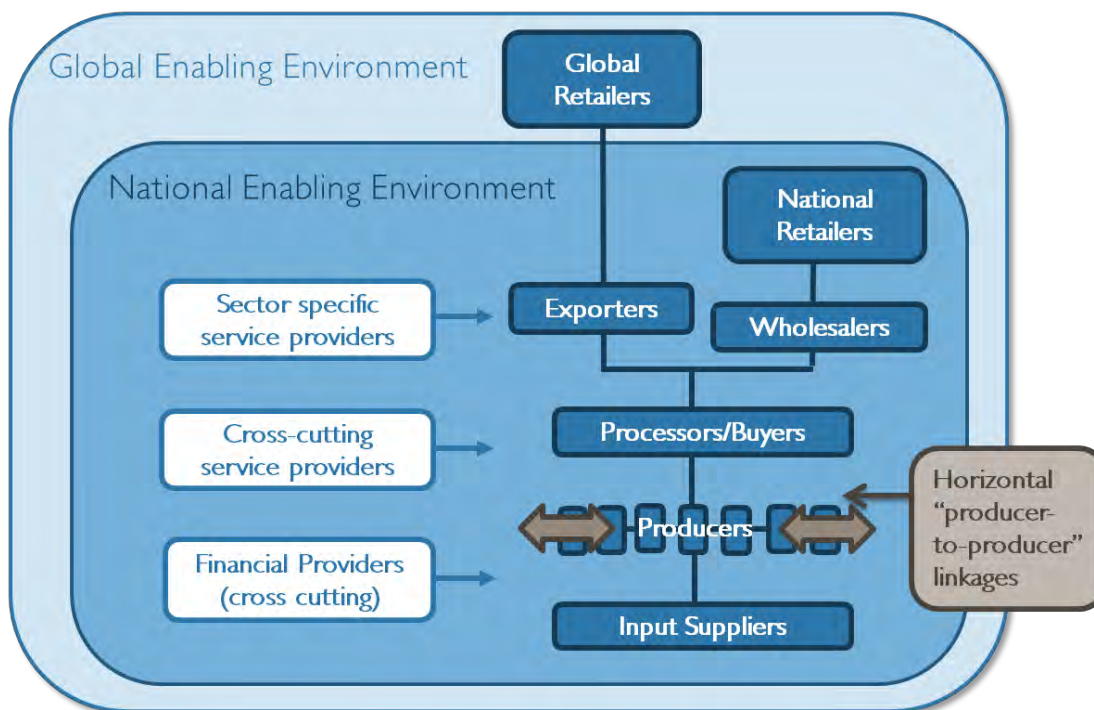 Global Enabling Environment
Global
Retailers
National Enabling Environment
National
Retailers
Sector specific
service providers
Exporters
Wholesalers
Cross-cutting
service providers
Processors/Buyers
Horizontal
“producer-
to-producer”
linkages
Producers
Financial Providers
(cross cutting)
Input Suppliers